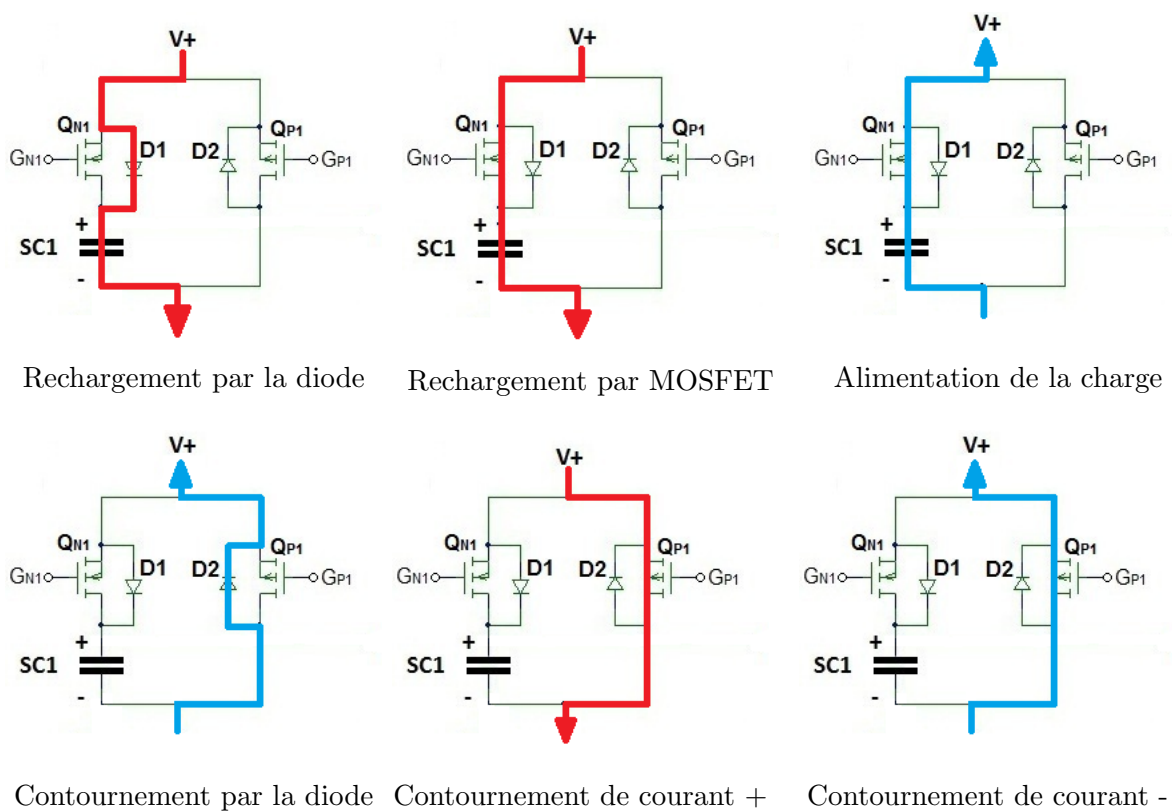 V+ V+ V+
QN1 D1 D2 QP1 QN1 D1 D2 QP1 QN1 D1 D2 QP1
GN1 GP1 GN1 GP1 GN1 GP1
+ + +
SC1 SC1 SC1
- - -
Rechargement par la diode Rechargement par MOSFET Alimentation de la charge
V+ V+ V+
QN1 D1 D2 QP1 QN1 D1 D2 QP1 QN1 D1 D2 QP1
GN1 GP1 GN1 GP1 GN1 GP1
+ + +
SC1 SC1 SC1
- - -
Contournement par la diode Contournement de courant + Contournement de courant -